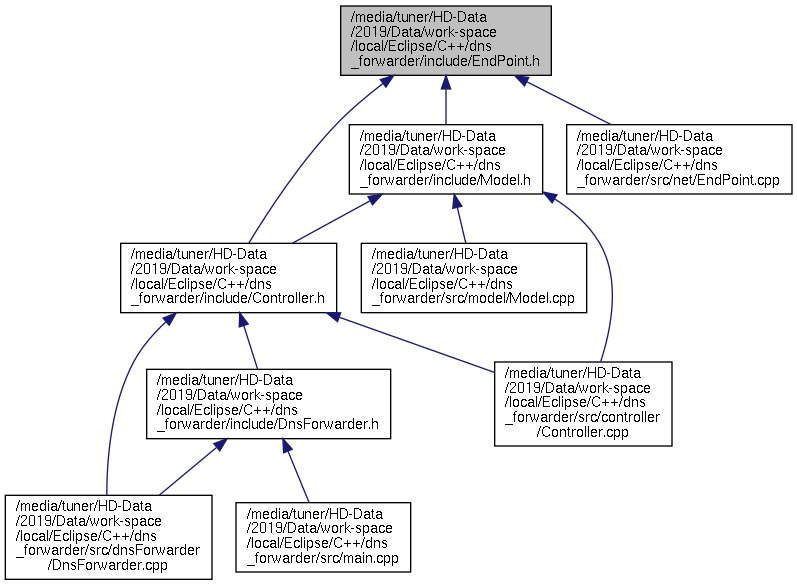 /media/tuner/HD-Data
/2019/Data/work-space
/local/Eclipse/C++/dns
_forwarder/include/EndPoint.h
/media/tuner/HD-Data
/2019/Data/work-space
/local/Eclipse/C++/dns
_forwarder/include/Model.h
/media/tuner/HD-Data
/2019/Data/work-space
/local/Eclipse/C++/dns
_forwarder/src/net/EndPoint.cpp
/media/tuner/HD-Data
/2019/Data/work-space
/local/Eclipse/C++/dns
_forwarder/include/Controller.h
/media/tuner/HD-Data
/2019/Data/work-space
/local/Eclipse/C++/dns
_forwarder/src/model/Model.cpp
/media/tuner/HD-Data
/2019/Data/work-space
/local/Eclipse/C++/dns
_forwarder/include/DnsForwarder.h
/media/tuner/HD-Data
/2019/Data/work-space
/local/Eclipse/C++/dns
_forwarder/src/controller
/Controller.cpp
/media/tuner/HD-Data
/2019/Data/work-space
/local/Eclipse/C++/dns
_forwarder/src/dnsForwarder
/DnsForwarder.cpp
/media/tuner/HD-Data
/2019/Data/work-space
/local/Eclipse/C++/dns
_forwarder/src/main.cpp